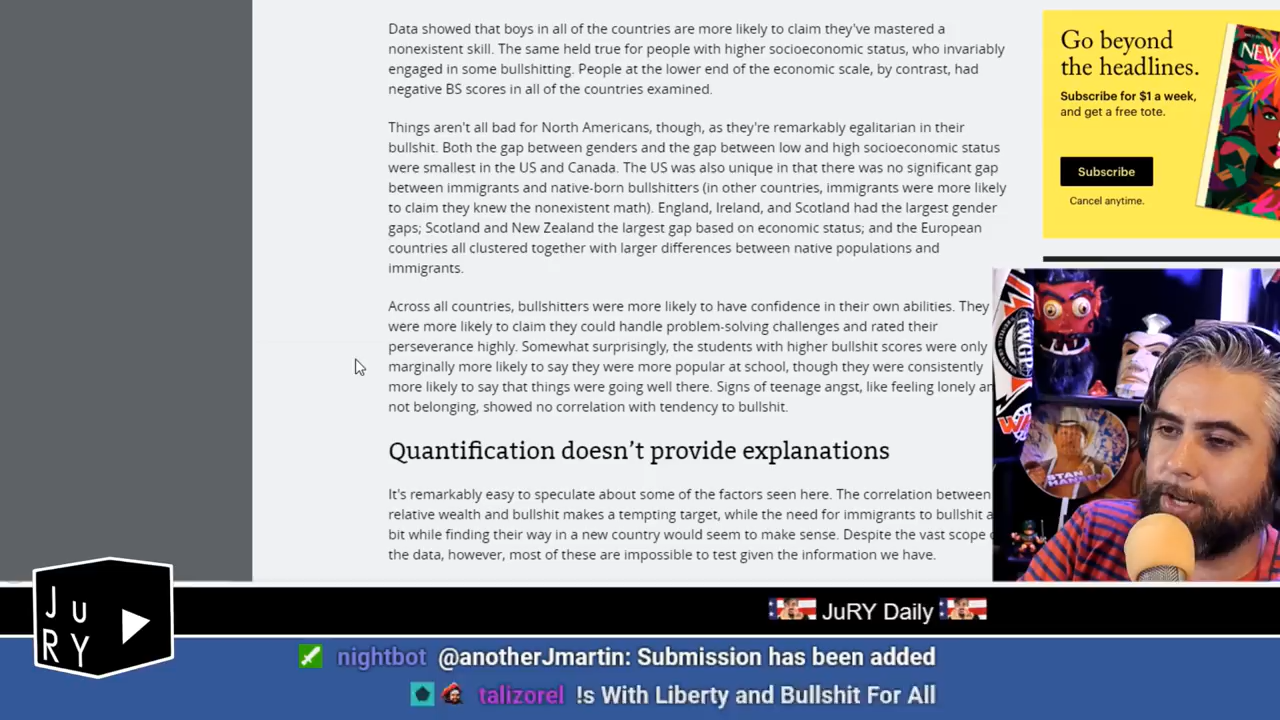 Data showed that boys in all of the countries are more likely to claim they've mastered a
nonexistent skill. The same held true for people with higher socioeconomic status, who invariably
engaged in some bullshitting. People at the lower end of the economic scale, by contrast, had
negative BS scores in all of the countries examined.
Things aren't all bad for North Americans, though, as they're remarkably egalitarian in their
bullshit. Both the gap between genders and the gap between low and high socioeconomic status
were smallest in the US and Canada. The US was also unique in that there was no significant gap
between immigrants and native-born bullshitters (in other countries, immigrants were more likely
to claim they knew the nonexistent math). England, Ireland, and Scotland had the largest gender
gaps; Scotland and New Zealand the largest gap based on economic status; and the European
countries all clustered together with larger differences between native populations and
immigrants.
Across all countries, bullshitters were more likely to have confidence in their own abilities. They
were more likely to claim they could handle problem-solving challenges and rated their
perseverance highly. Somewhat surprisingly, the students with higher bullshit scores were only
marginally more likely to say they were more popular at school, though they were consistently
more likely to say that things were going well there. Signs of teenage angst, like feeling lonely an
not belonging, showed no correlation with tendency to bullshit.
Quantification doesn't provide explanations
It's remarkably easy to speculate about some of the factors seen here. The correlation between
relative wealth and bullshit makes a tempting target, while the need for immigrants to bullshit a
bit while finding their way in a new country would seem to make sense. Despite the vast scope
the data, however, most of these are impossible to test given the information we have.
Go beyond
the headlines.
Subscribe for $1 a week,
and get a free tote.
Subscribe
Cancel anytime.
NEW
STAN
HANSEN
JURY
JuRY Daily
nightbot @anotherJmartin: Submission has been added
talizorel !s With Liberty and Bullshit For All